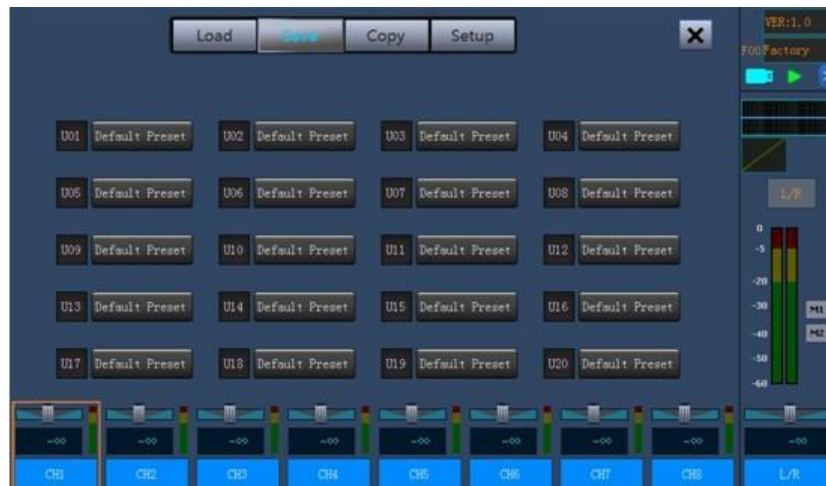 Load Save Copy Setup X
VER:1.0
F00 Factory
U01 Default Preset U02 Default Preset U03 Default Preset U04 Default Preset
U05 Default Preset U06 Default Preset U07 Default Preset U08 Default Preset
L/R
U09 Default Preset U10 Default Preset U11 Default Preset U12 Default Preset
0
-5
-20
U13 Default Preset U14 Default Preset U15 Default Preset U16 Default Preset
-30
M1
-40
M2
U17 Default Preset U18 Default Preset U19 Default Preset U20 Default Preset
-50
-60
-∞ -∞ -∞ -∞ -∞ -∞ -∞ -∞ -∞
CH1 CH2 CH3 CH4 CH5 CH6 CH7 CH8 L/R